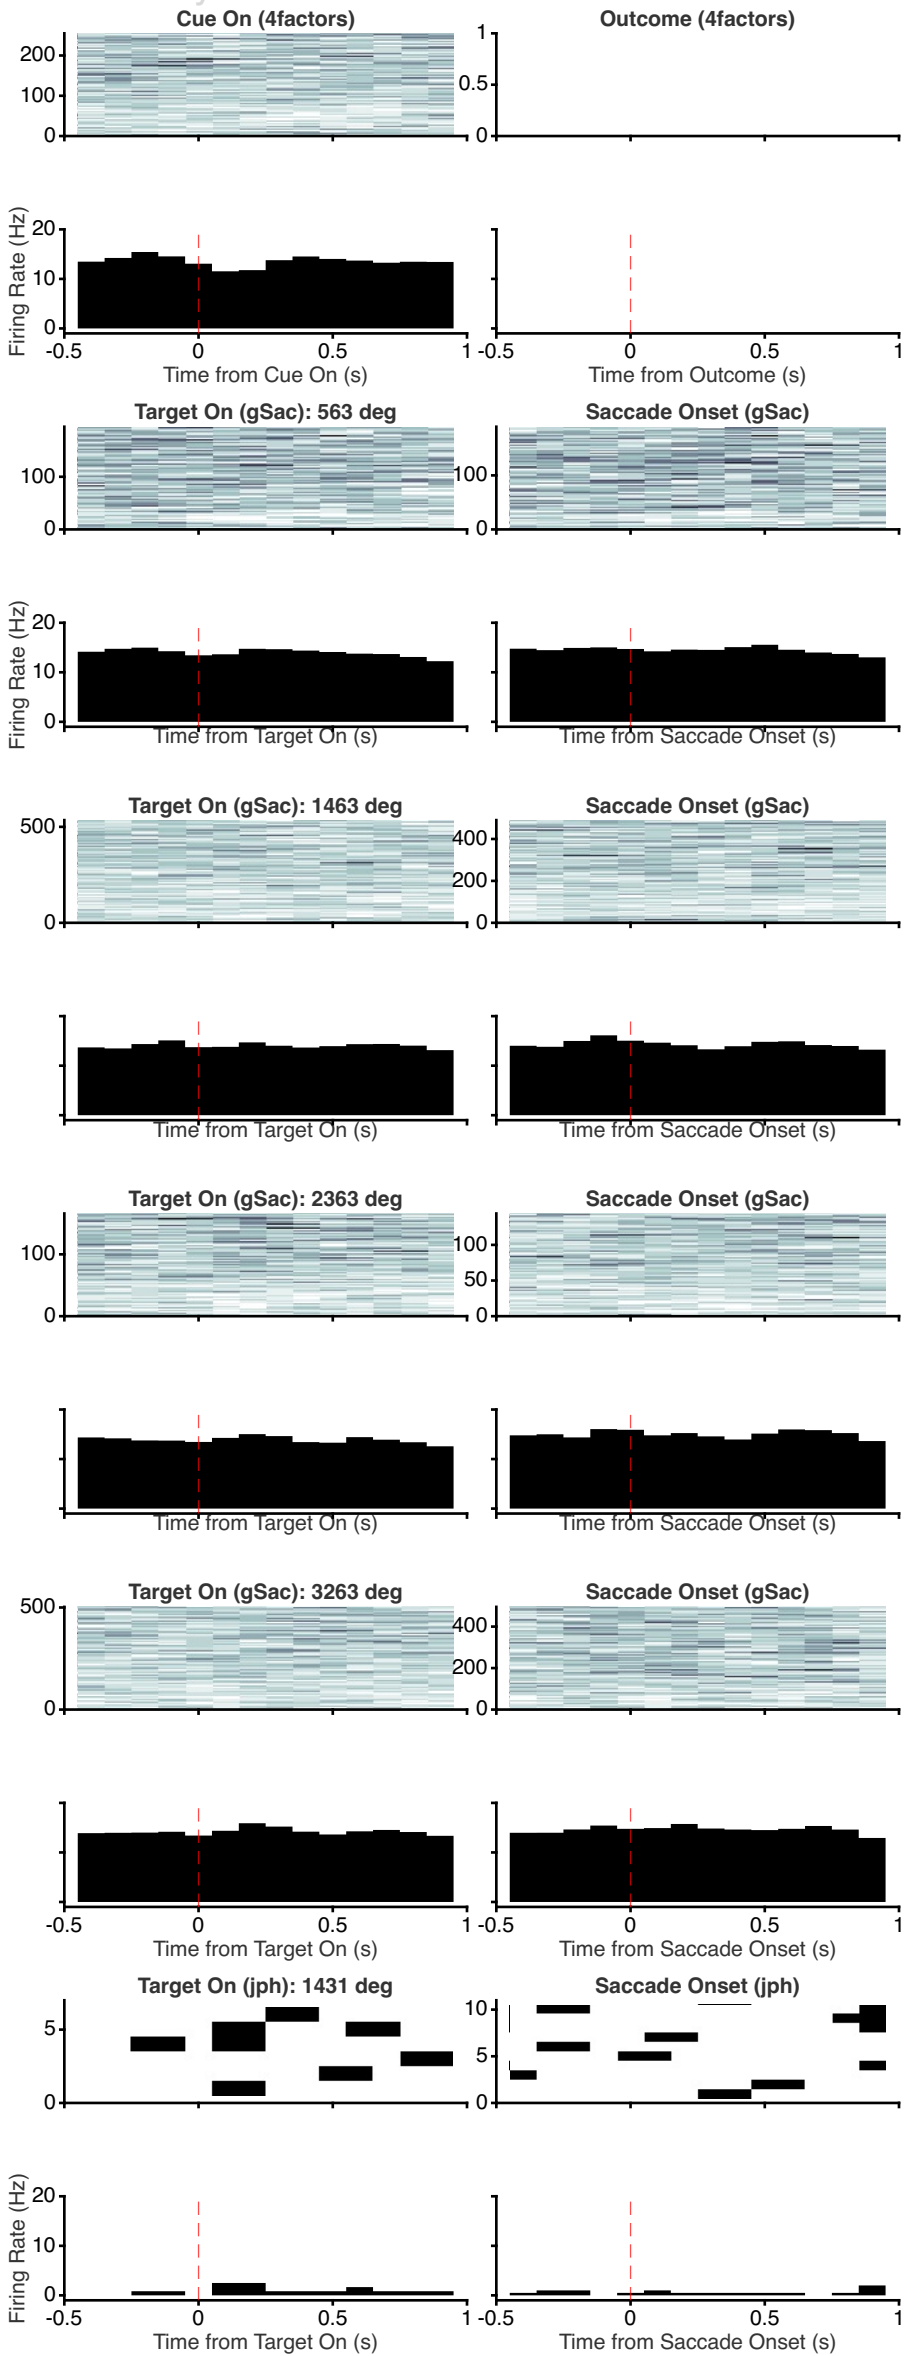 Cue On (4factors)
Outcome (4factors)
200
100
0
1
0.5
0
Firing Rate (Hz)
20
10
0
-0.5 0 0.5 1
Time from Cue On (s)
-0.5 0 0.5 1
Time from Outcome (s)
Target On (gSac): 563 deg
Saccade Onset (gSac)
100
0
100
0
Firing Rate (Hz)
20
10
0
Time from Target On (s)
Time from Saccade Onset (s)
Target On (gSac): 1463 deg
Saccade Onset (gSac)
500
0
400
200
0
Time from Target On (s)
Time from Saccade Onset (s)
Target On (gSac): 2363 deg
Saccade Onset (gSac)
100
0
100
50
0
Time from Target On (s)
Time from Saccade Onset (s)
Target On (gSac): 3263 deg
Saccade Onset (gSac)
500
0
400
200
0
-0.5 0 0.5 1
Time from Target On (s)
-0.5 0 0.5 1
Time from Saccade Onset (s)
Target On (jph): 1431 deg
Saccade Onset (jph)
5
0
10
5
0
Firing Rate (Hz)
20
10
0
-0.5 0 0.5 1
Time from Target On (s)
-0.5 0 0.5 1
Time from Saccade Onset (s)